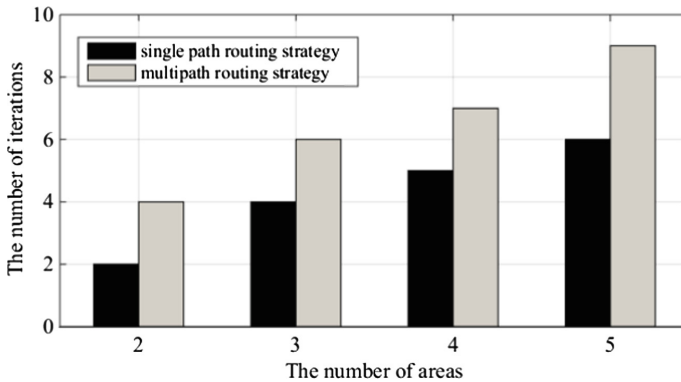 10
8
6
4
2
0
The number of iterations
single path routing strategy
multipath routing strategy
2 3 4 5
The number of areas